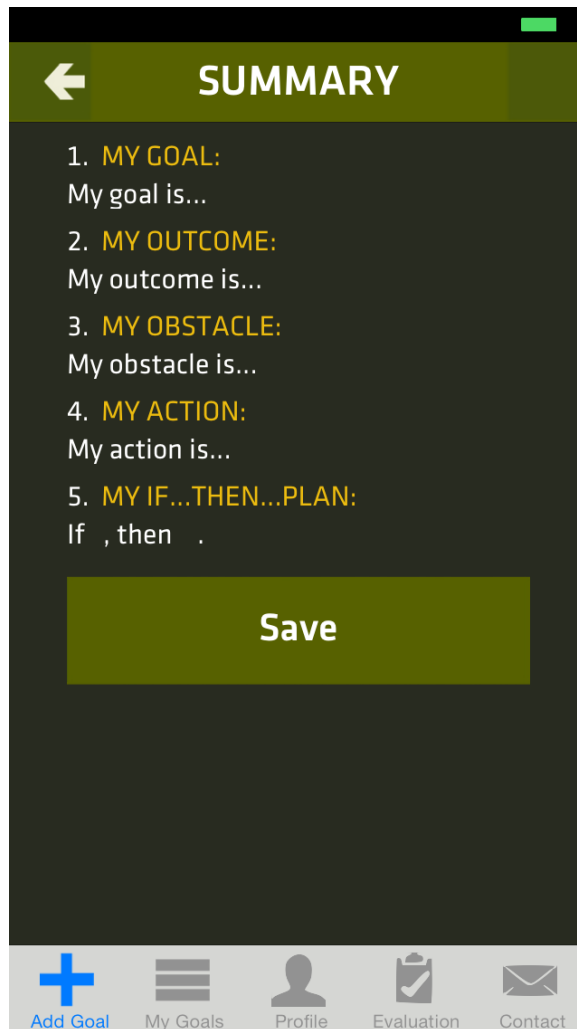 SUMMARY
1. MY GOAL:
My goal is...
2. MY OUTCOME:
My outcome is...
3. MY OBSTACLE:
My obstacle is...
4. MY ACTION:
My action is...
5. MY IF...THEN...PLAN:
If , then .
Save
Add Goal My Goals Profile Evaluation Contact